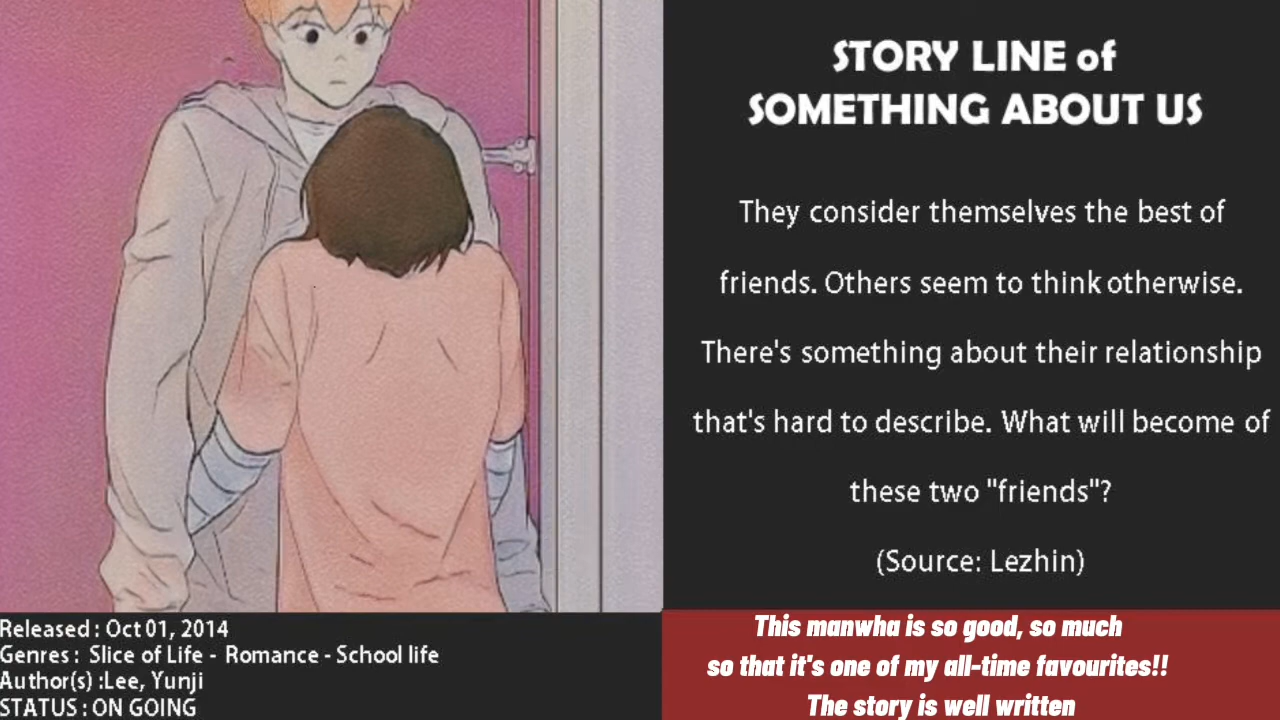 STORY LINE of
SOMETHING ABOUT US
They consider themselves the best of
friends. Others seem to think otherwise.
There's something about their relationship
that's hard to describe. What will become of
these two "friends"?
(Source: Lezhin)
Released : Oct 01, 2014
Genres : Slice of Life - Romance - School life
Author(s) :Lee, Yunji
STATUS : ON GOING
This manwha is so good, so much
so that it's one of my all-time favourites!!
The story is well written